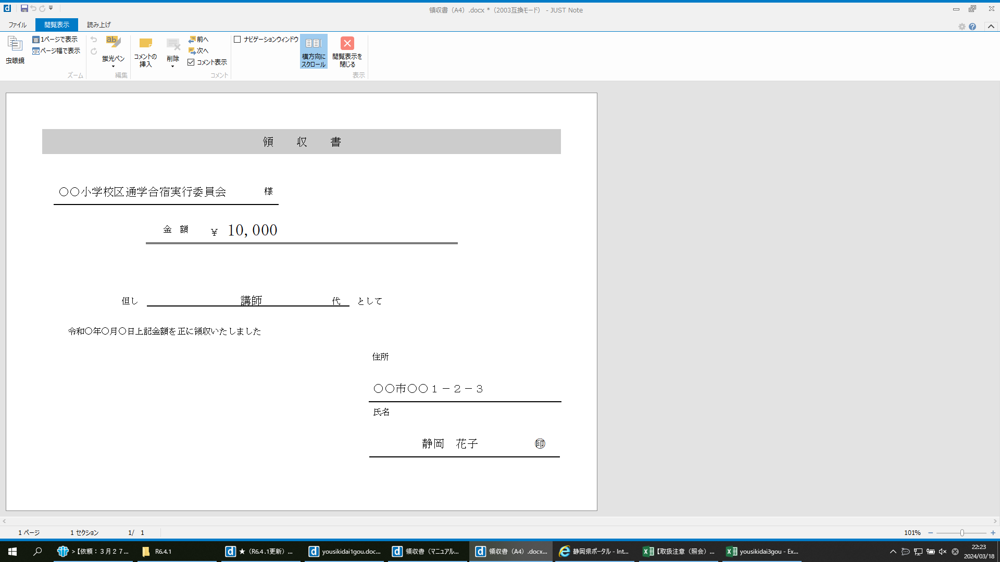 領収書（A4）.docx *（2003互換モード） - JUST Note
ファイル 閲覧表示 読み上げ
虫眼鏡
1ページで表示
ページ幅で表示
ズーム
蛍光ペン
編集
コメントの挿入
削除
前へ
次へ
コメント表示
コメント
ナビゲーションウィンドウ
横方向にスクロール
閲覧表示を閉じる
表示
領　収　書
○○小学校区通学合宿実行委員会　様
金　額　￥ 10,000
但し　講師　代　として
令和○年○月○日上記金額を正に領収いたしました
住所
○○市○○１－２－３
氏名
静岡　花子　㊞
1 ページ 1 セクション 1/ 1 101%
>【依頼：３月２７...
R6.4.1
★（R6.4 .1更新）...
yousikidai1gou.doc...
領収書（マニュアル...
領収書（A4）.docx...
静岡県ポータル - Int...
【取扱注意（照会）...
yousikidai3gou - Ex...
22:23
2024/03/18